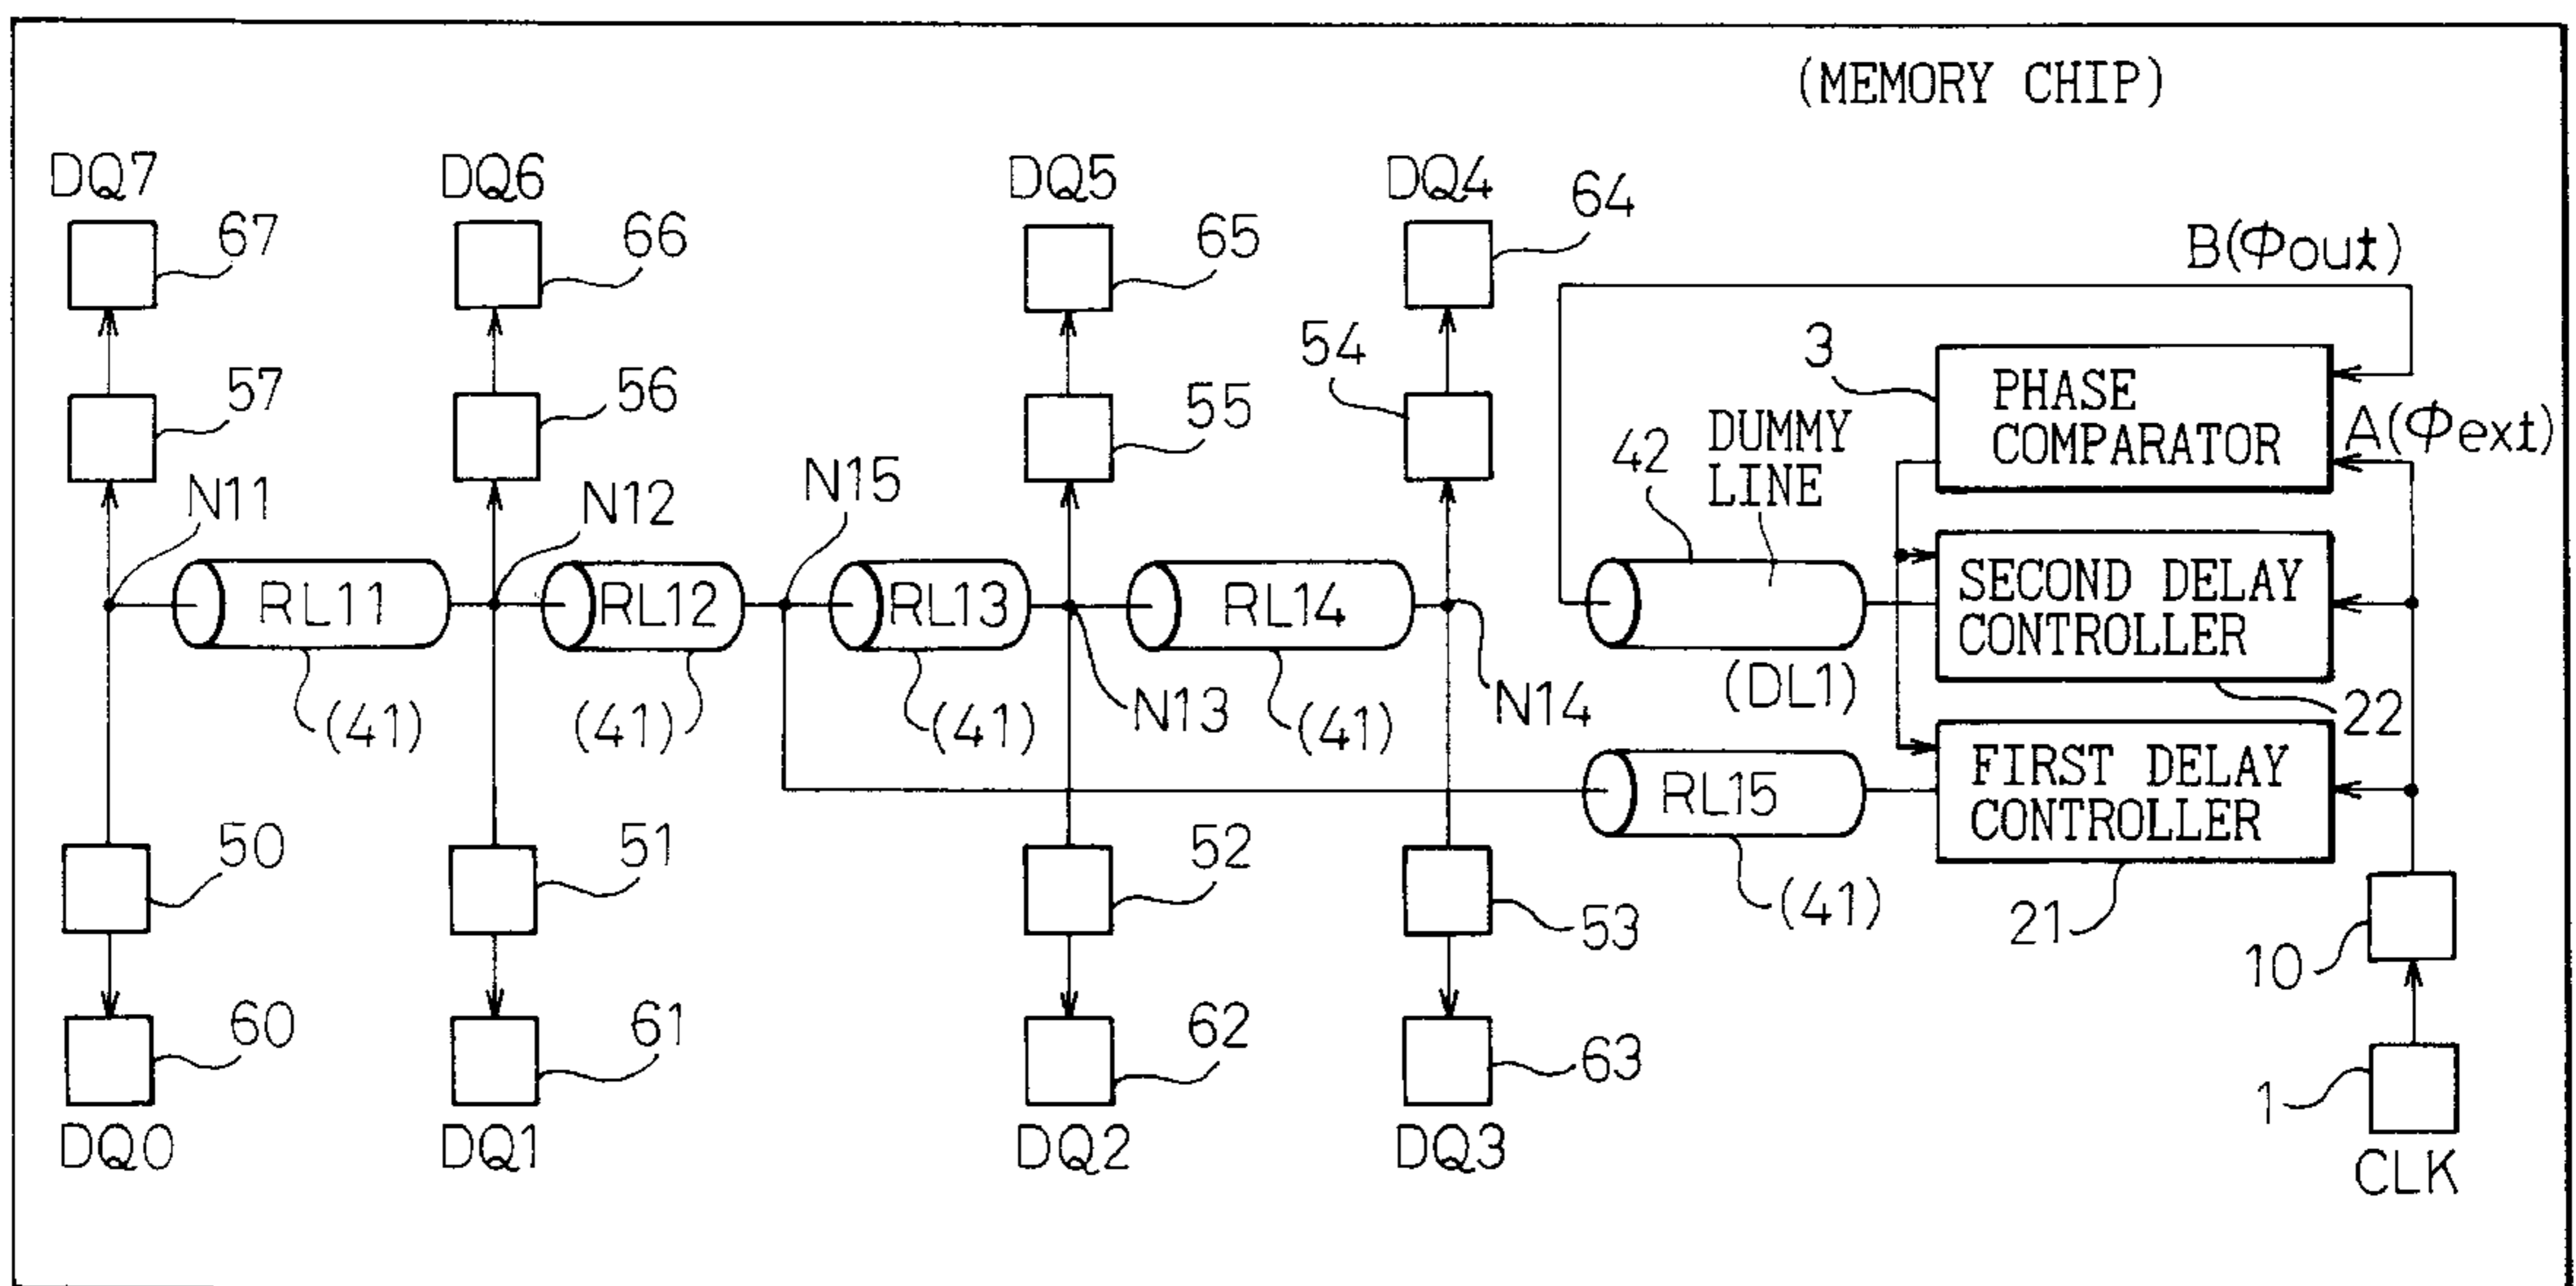 (MEMORY CHIP)
DQ7
DQ6
DQ5
DQ4
67
66
65
64
B(Φout)
57
56
55
54
3
PHASE
COMPARATOR
A(Φext)
42
DUMMY
LINE
N11
N12
N15
RL11
RL12
RL13
RL14
SECOND DELAY
CONTROLLER
(41)
(41)
(41)
N13
(41)
N14
(DL1)
22
RL15
FIRST DELAY
CONTROLLER
50
51
52
53
(41)
21
10
60
61
62
63
1
DQ0
DQ1
DQ2
DQ3
CLK